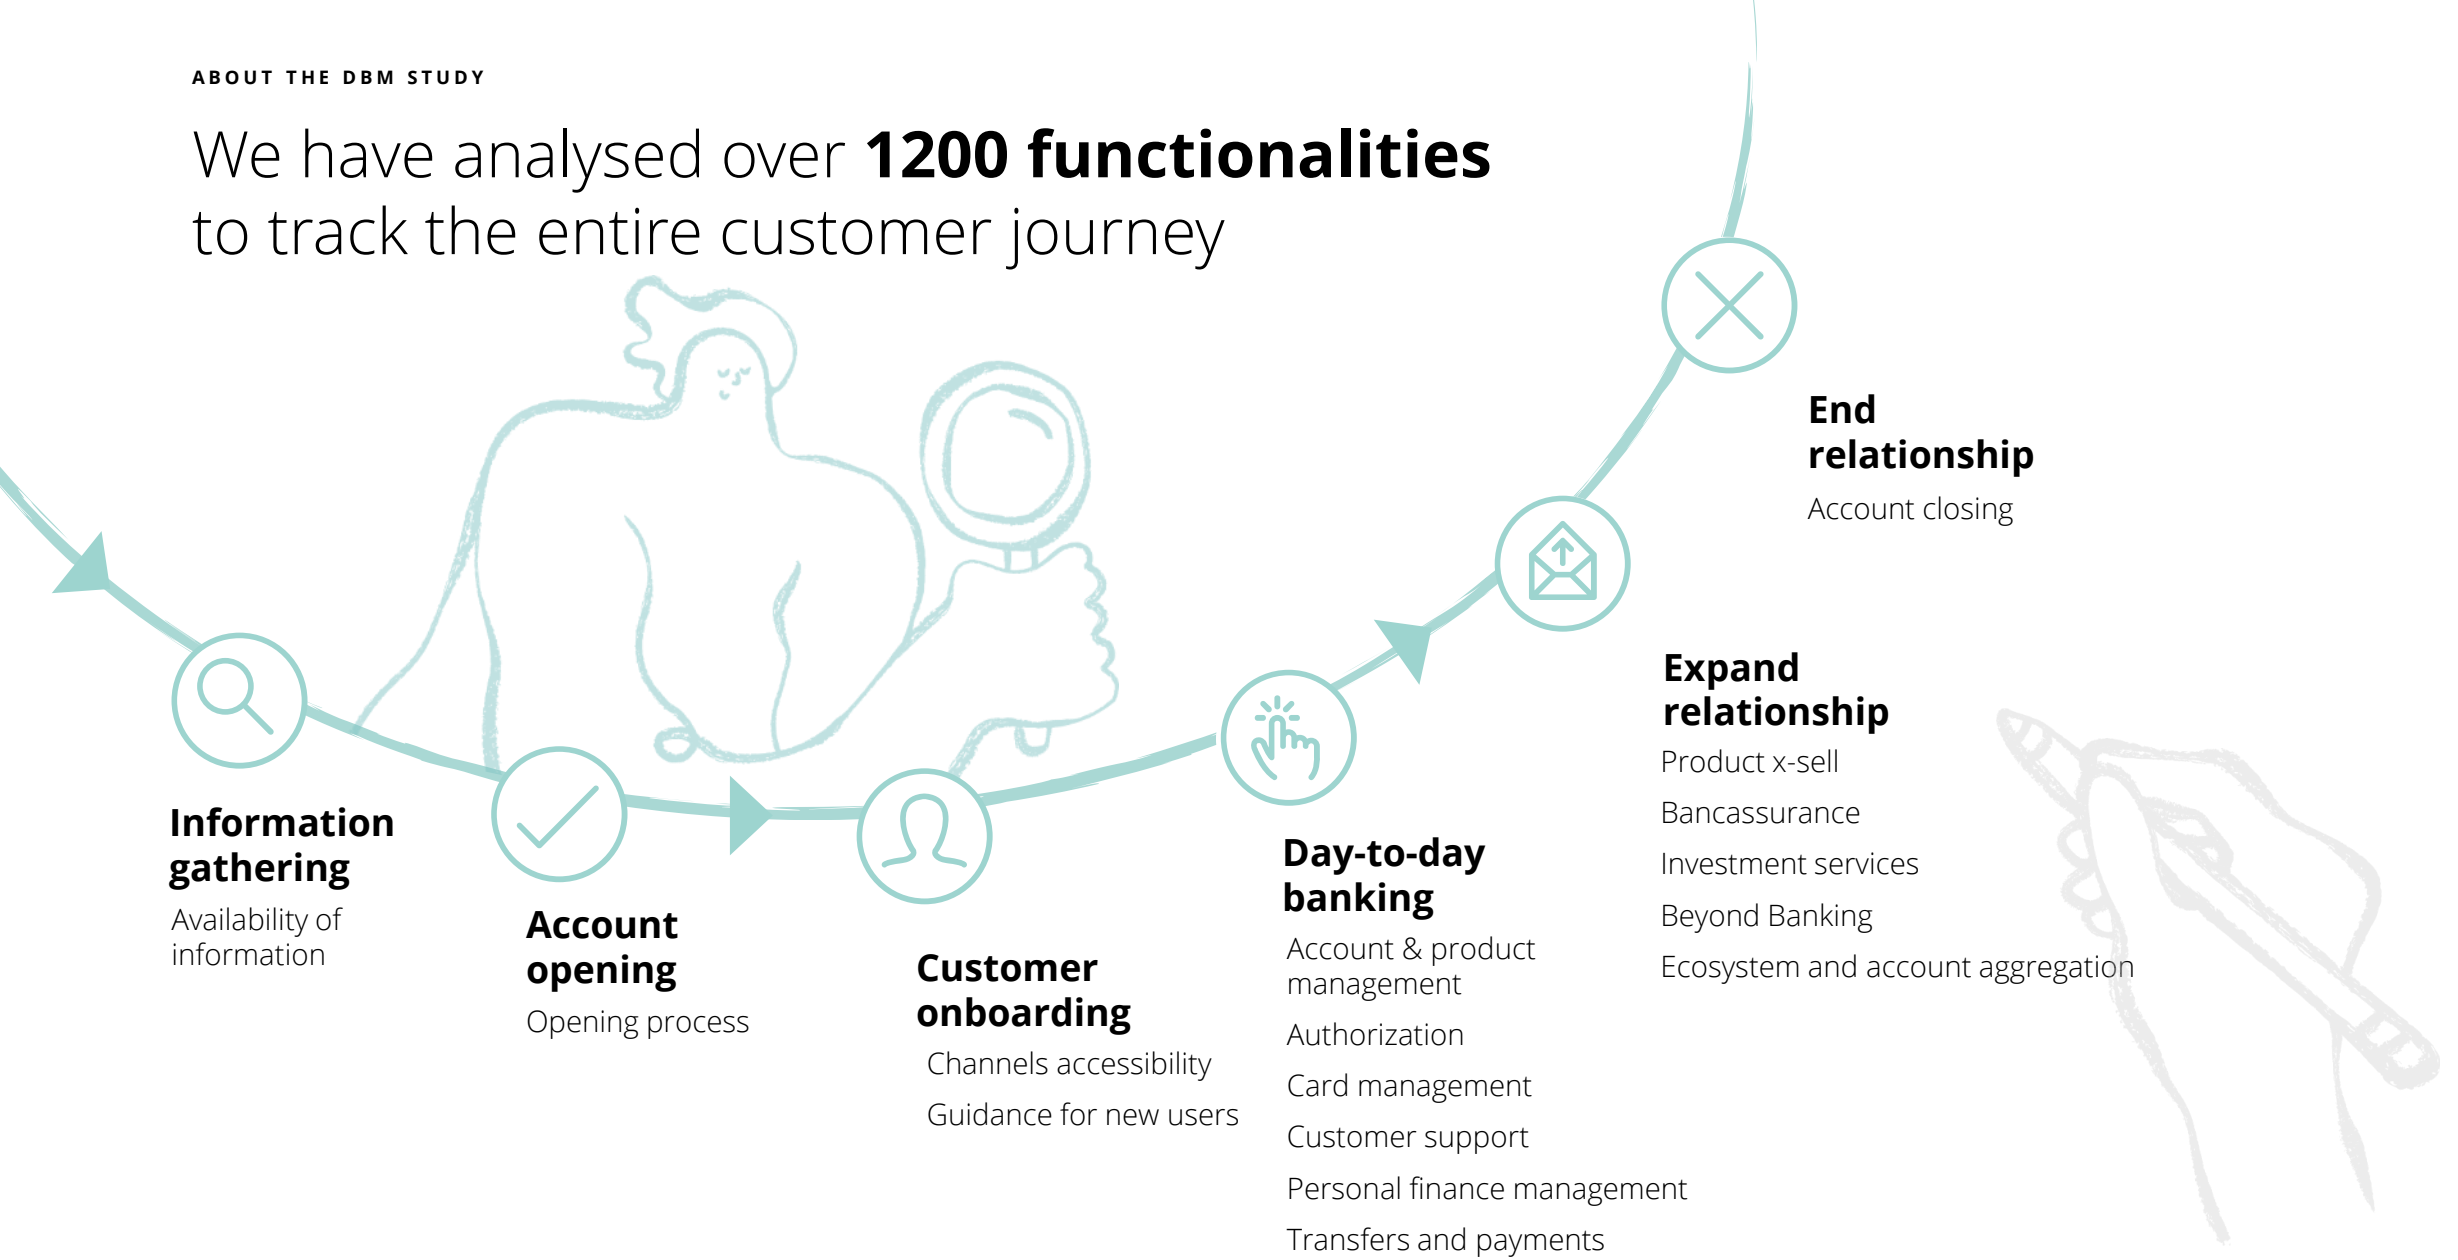 ABOUT THE DBM STUDY
We have analysed over 1200 functionalities
to track the entire customer journey
Information
gathering
Availability of
information
Account
opening
Opening process
Customer
onboarding
Channels accessibility
Guidance for new users
Day-to-day
banking
Account & product
management
Authorization
Card management
Customer support
Personal finance management
Transfers and payments
Expand
relationship
Product x-sell
Bancassurance
Investment services
Beyond Banking
Ecosystem and account aggregation
End
relationship
Account closing